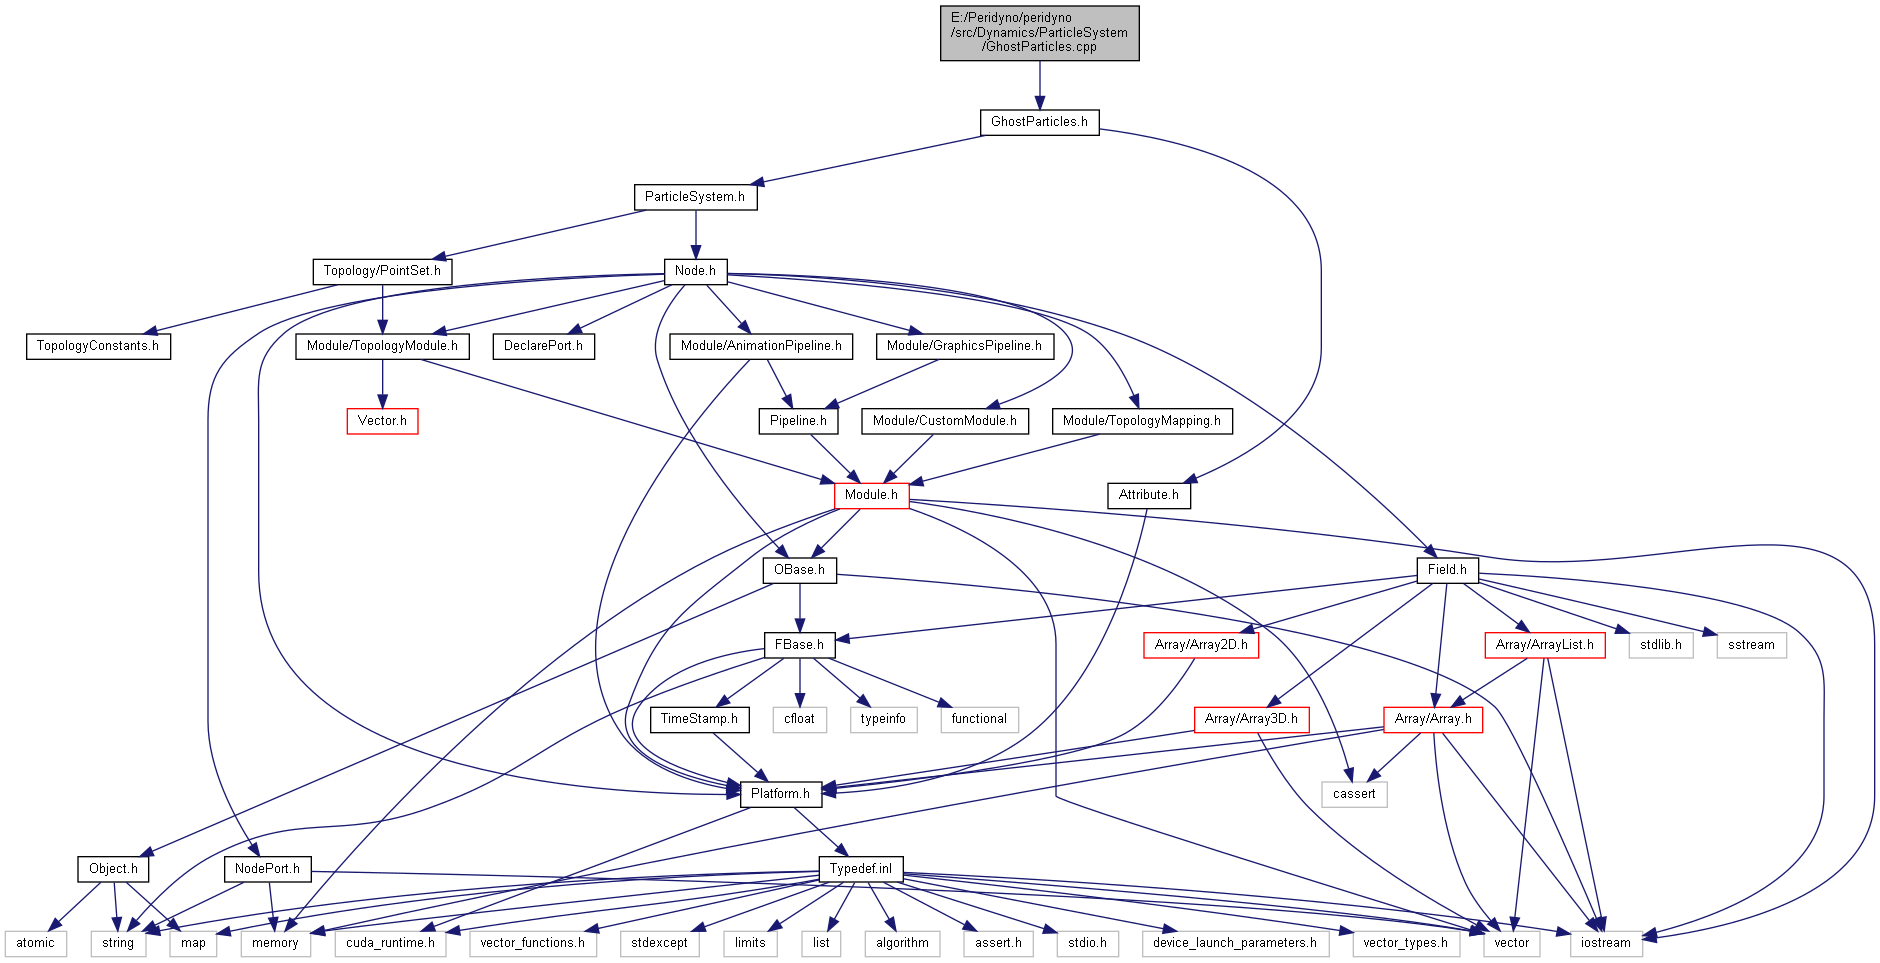 E:/Peridyno/peridyno
/src/Dynamics/ParticleSystem
/GhostParticles.cpp
GhostParticles.h
ParticleSystem.h
Topology/PointSet.h
Node.h
TopologyConstants.h
Module/TopologyModule.h
DeclarePort.h
Module/AnimationPipeline.h
Module/GraphicsPipeline.h
Vector.h
Pipeline.h
Module/CustomModule.h
Module/TopologyMapping.h
Module.h
Attribute.h
OBase.h
Field.h
FBase.h
Array/Array2D.h
Array/ArrayList.h
stdlib.h
sstream
TimeStamp.h
cfloat
typeinfo
functional
Array/Array3D.h
Array/Array.h
Platform.h
cassert
Object.h
NodePort.h
Typedef.inl
atomic
string
map
memory
cuda_runtime.h
vector_functions.h
stdexcept
limits
list
algorithm
assert.h
stdio.h
device_launch_parameters.h
vector_types.h
vector
iostream